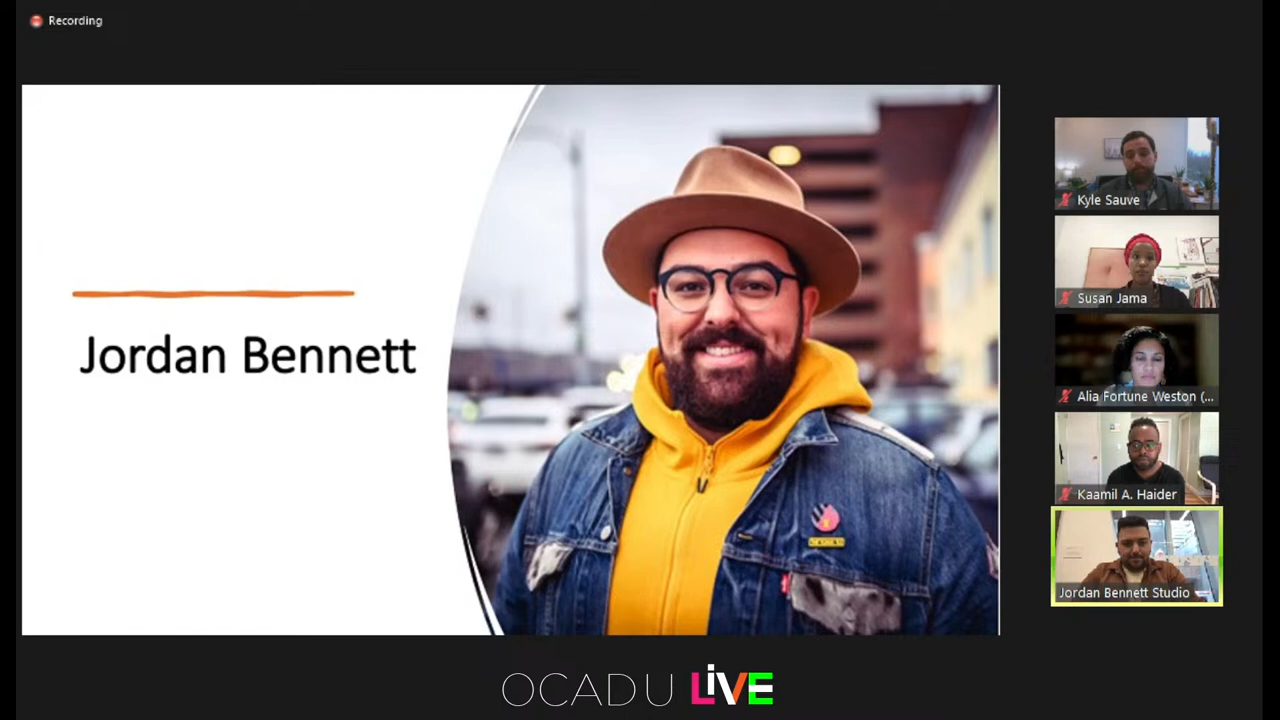 Recording
Jordan Bennett
Kyle Sauve
Susan Jama
Alia Fortune Weston (...
Kaamil A. Haider
Jordan Bennett Studio
OCADU LiVE